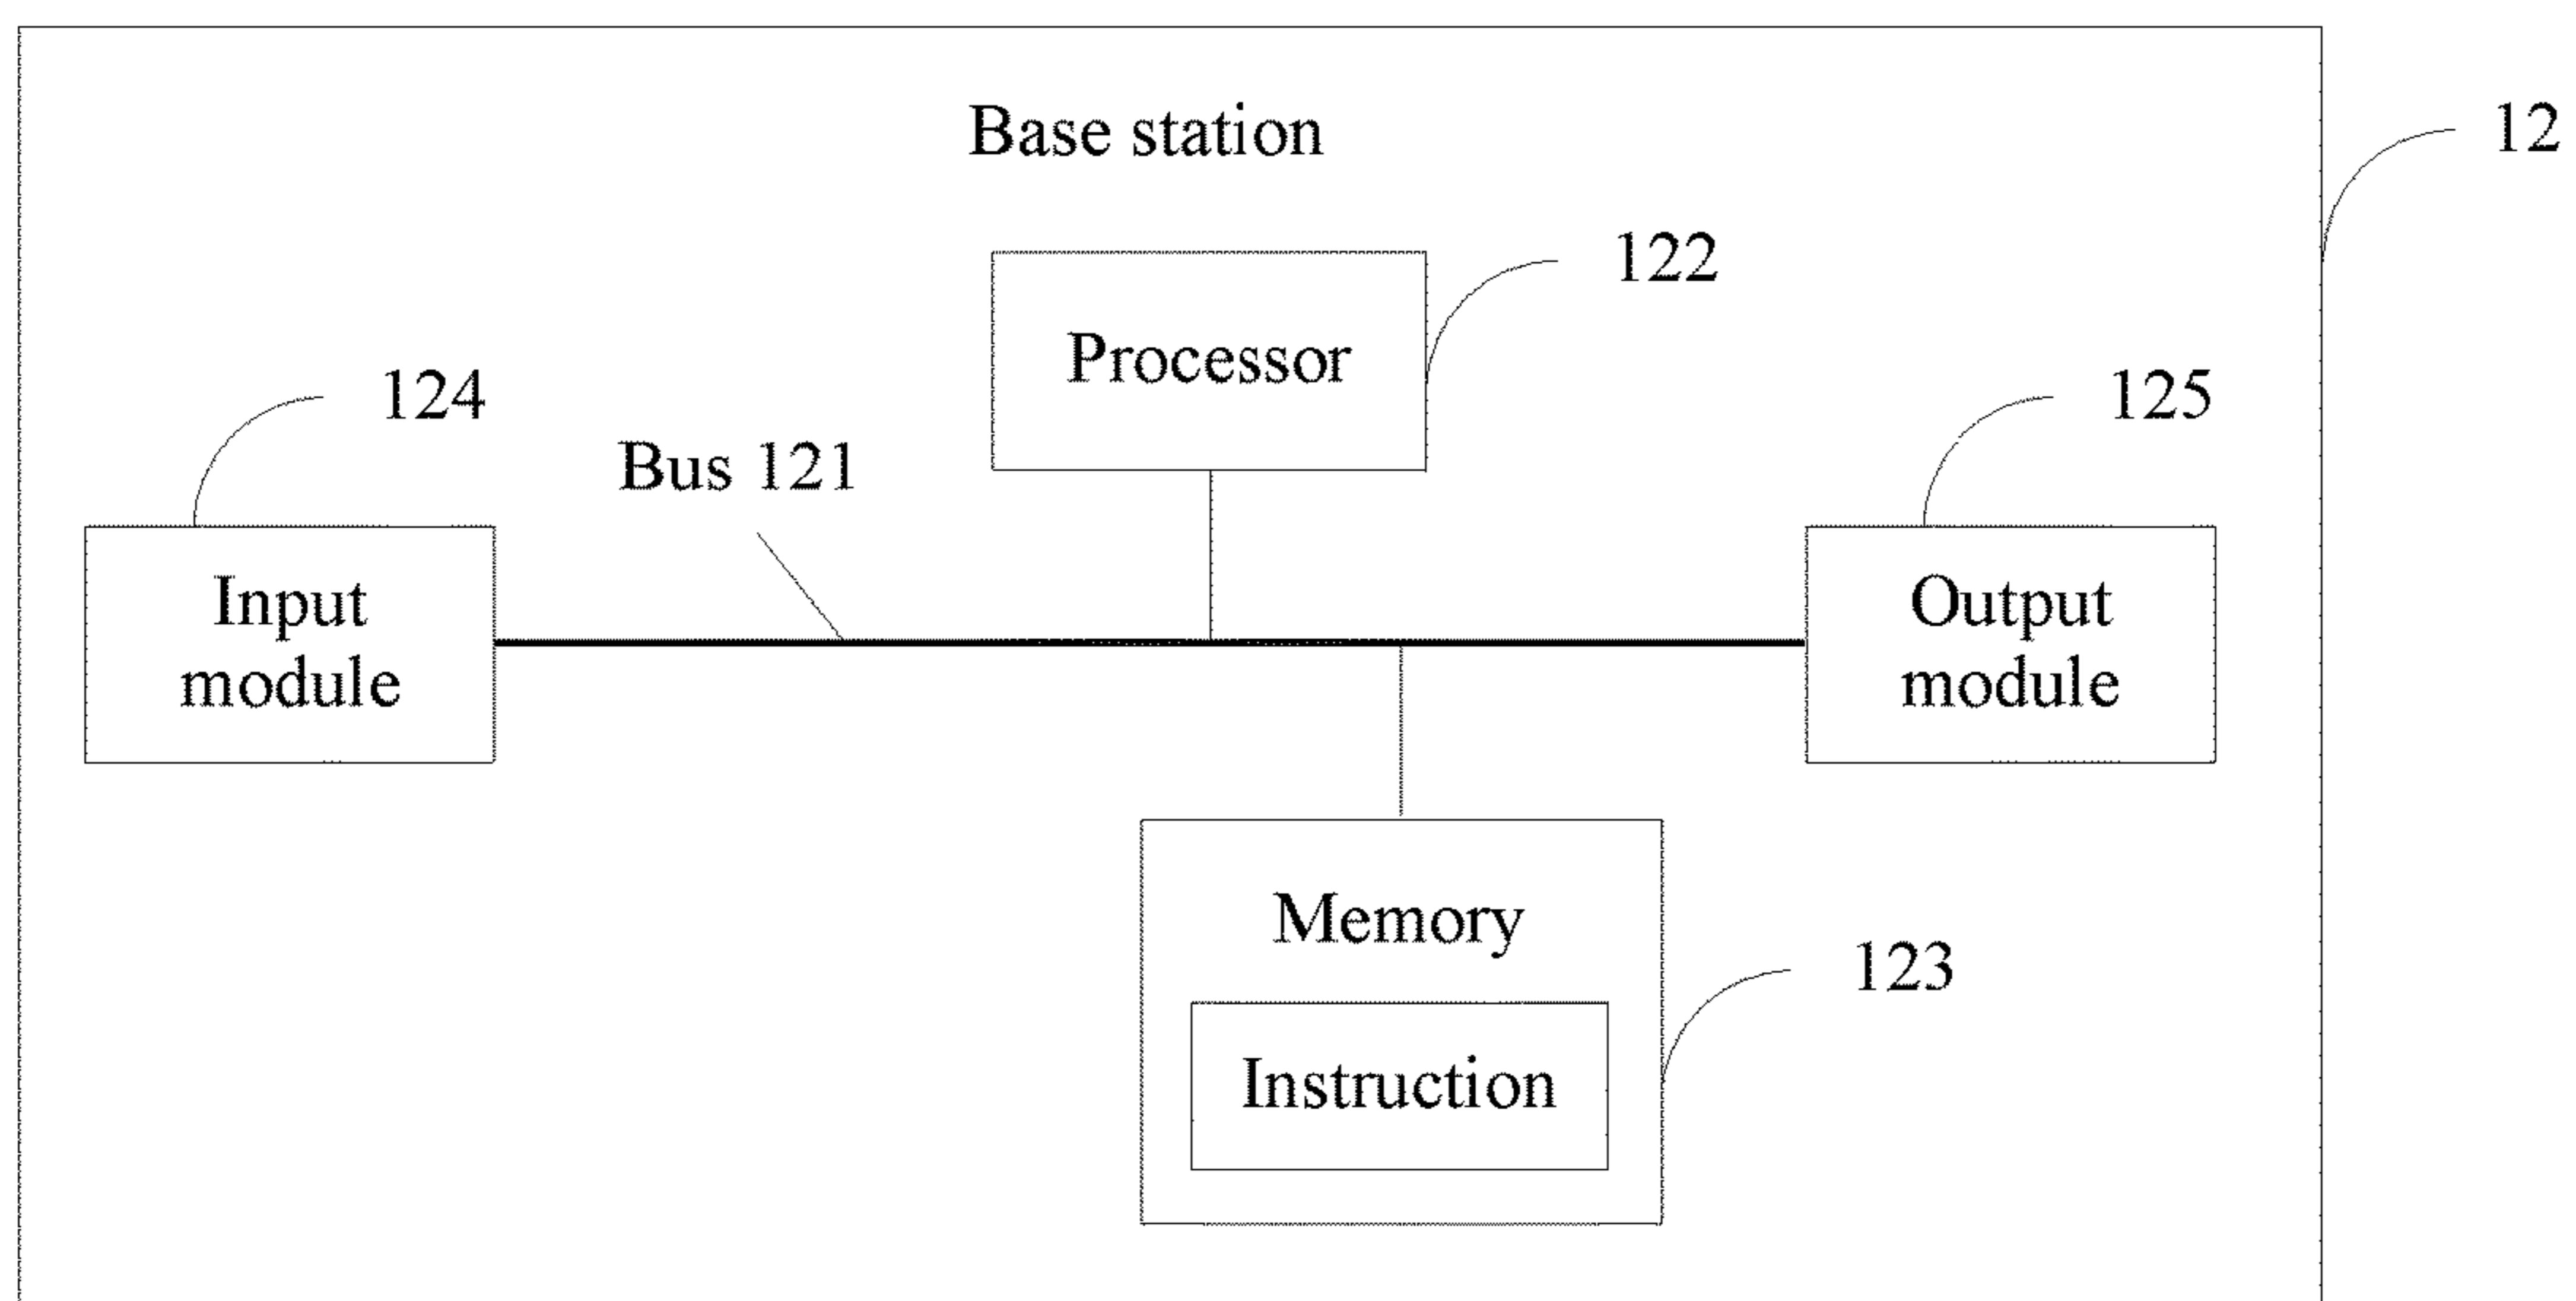 Base station
12
122
Processor
124
125
Bus 121
Input
module
Output
module
Memory
123
Instruction